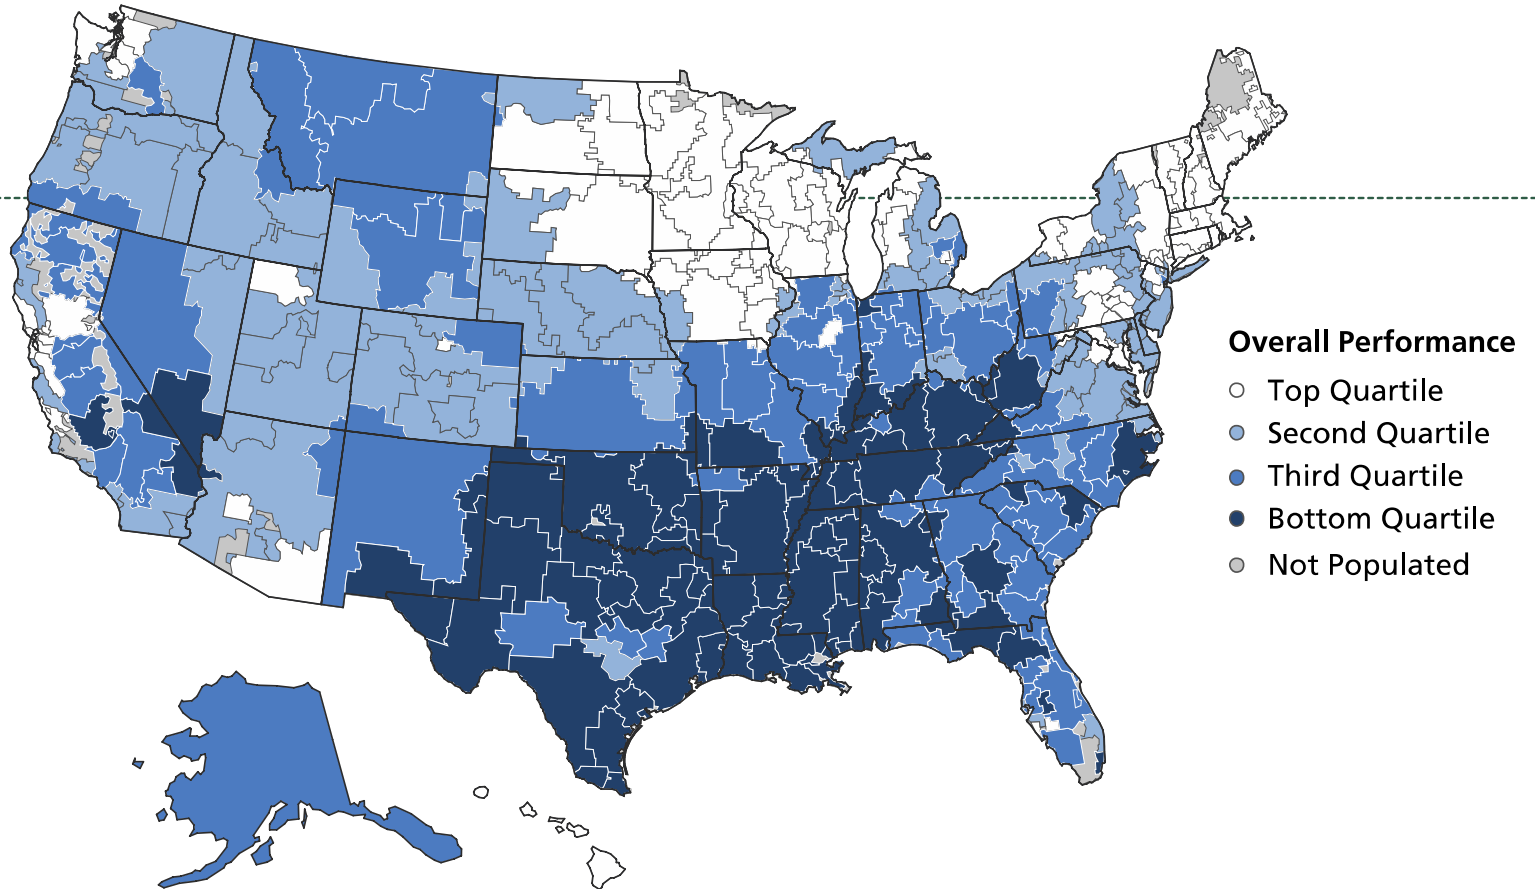 Overall Performance
Top Quartile
Second Quartile
Third Quartile
Bottom Quartile
Not Populated